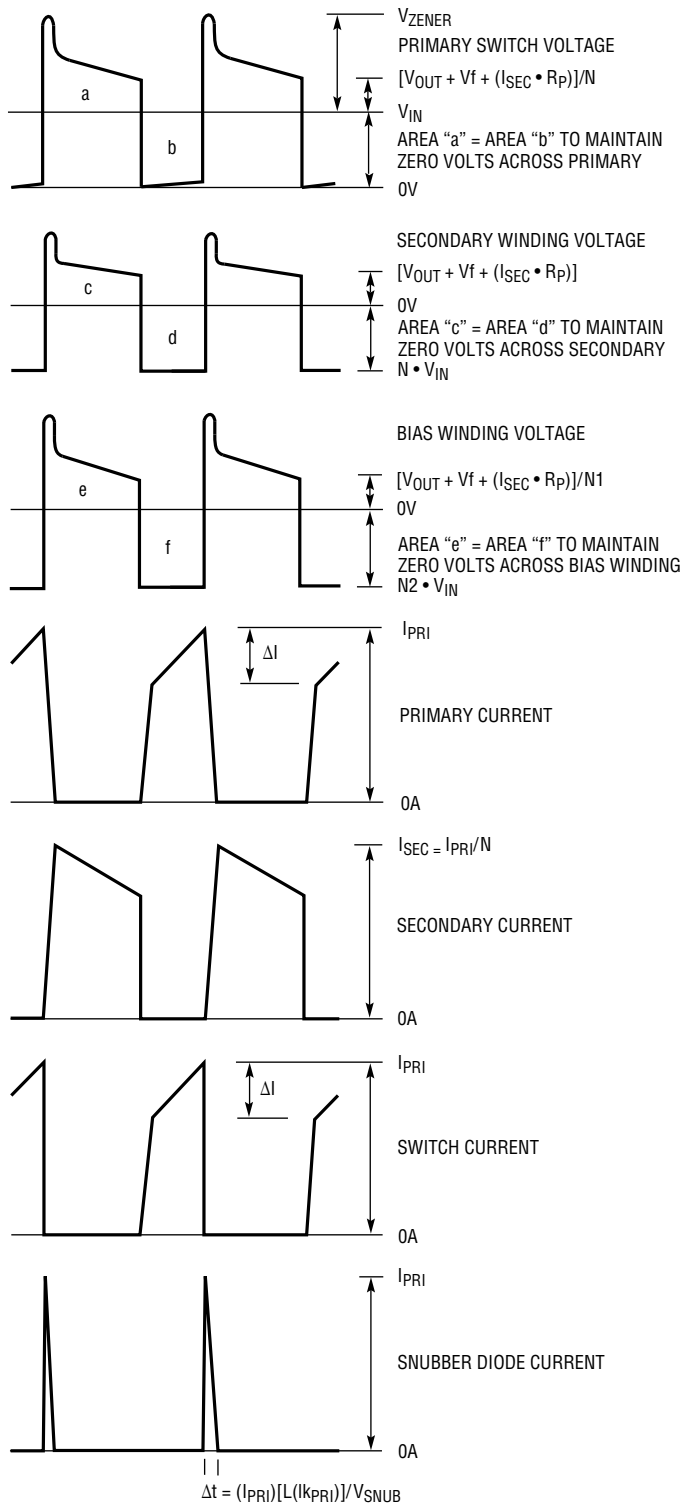 V_ZENER
PRIMARY SWITCH VOLTAGE
[V_OUT + Vf + (I_SEC • R_P)]/N
a
V_IN
b
AREA “a” = AREA “b” TO MAINTAIN
ZERO VOLTS ACROSS PRIMARY
0V
SECONDARY WINDING VOLTAGE
[V_OUT + Vf + (I_SEC • R_P)]
c
0V
d
AREA “c” = AREA “d” TO MAINTAIN
ZERO VOLTS ACROSS SECONDARY
N • V_IN
BIAS WINDING VOLTAGE
[V_OUT + Vf + (I_SEC • R_P)]/N1
e
0V
f
AREA “e” = AREA “f” TO MAINTAIN
ZERO VOLTS ACROSS BIAS WINDING
N2 • V_IN
I_PRI
ΔI
PRIMARY CURRENT
0A
I_SEC = I_PRI/N
SECONDARY CURRENT
0A
I_PRI
ΔI
SWITCH CURRENT
0A
I_PRI
SNUBBER DIODE CURRENT
0A
Δt = (I_PRI)[L(lk_PRI)]/V_SNUB